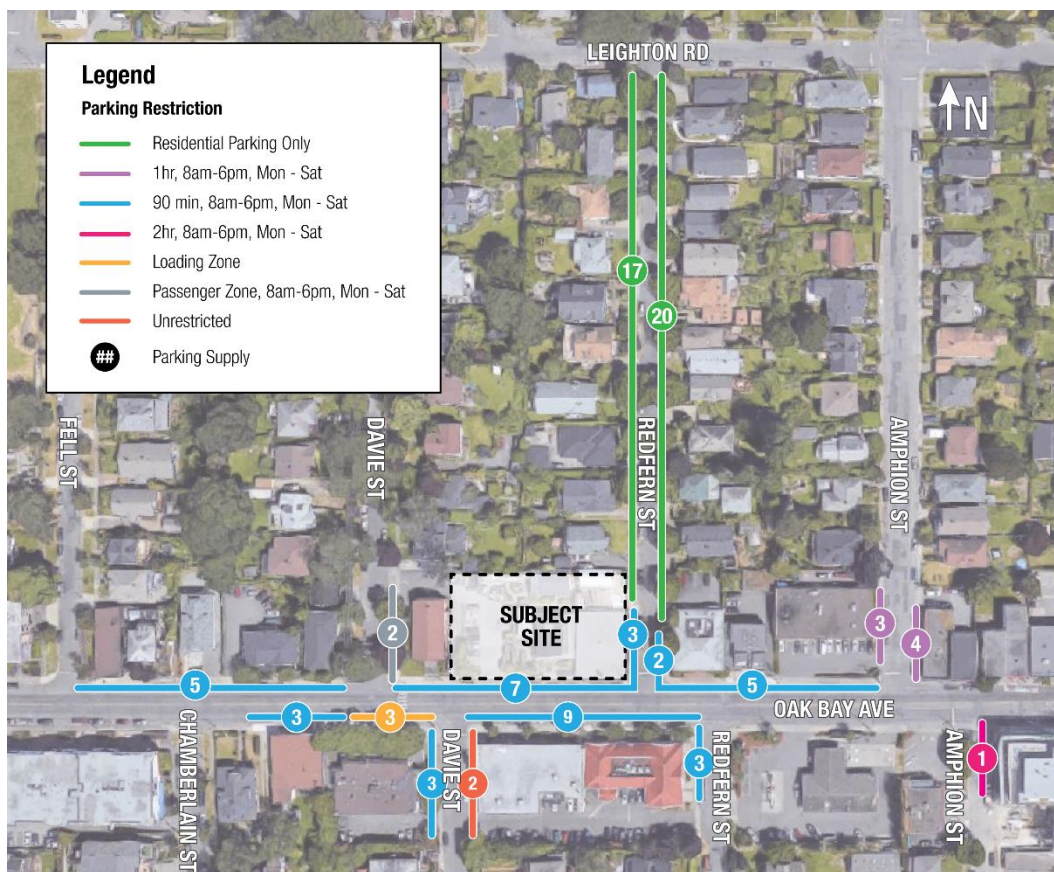 Legend
Parking Restriction
Residential Parking Only
1hr, 8am-6pm, Mon - Sat
90 min, 8am-6pm, Mon - Sat
2hr, 8am-6pm, Mon - Sat
Loading Zone
Passenger Zone, 8am-6pm, Mon - Sat
Unrestricted
## Parking Supply
LEIGHTON RD
N
17
20
FELL ST
DAVIE ST
REDFERN ST
AMPHION ST
SUBJECT
SITE
2
3
2
3
4
5
7
5
OAK BAY AVE
3
3
9
CHAMBERLAIN ST
3
DAVIE ST
2
3
REDFERN ST
AMPHION ST
1